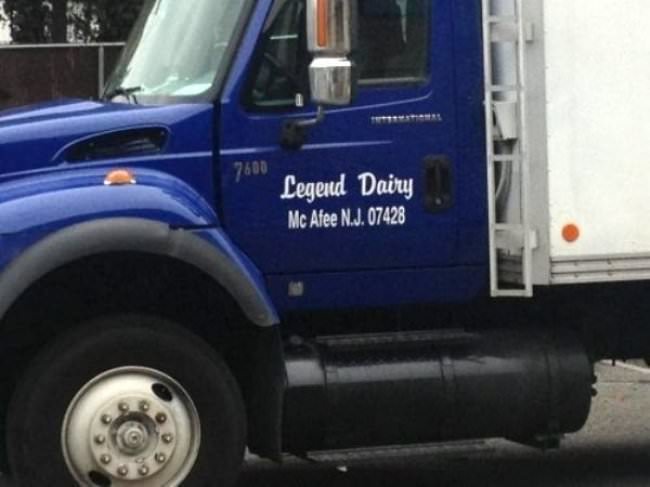 INTERNATIONAL
7600
Legend Dairy
Mc Afee N.J. 07428